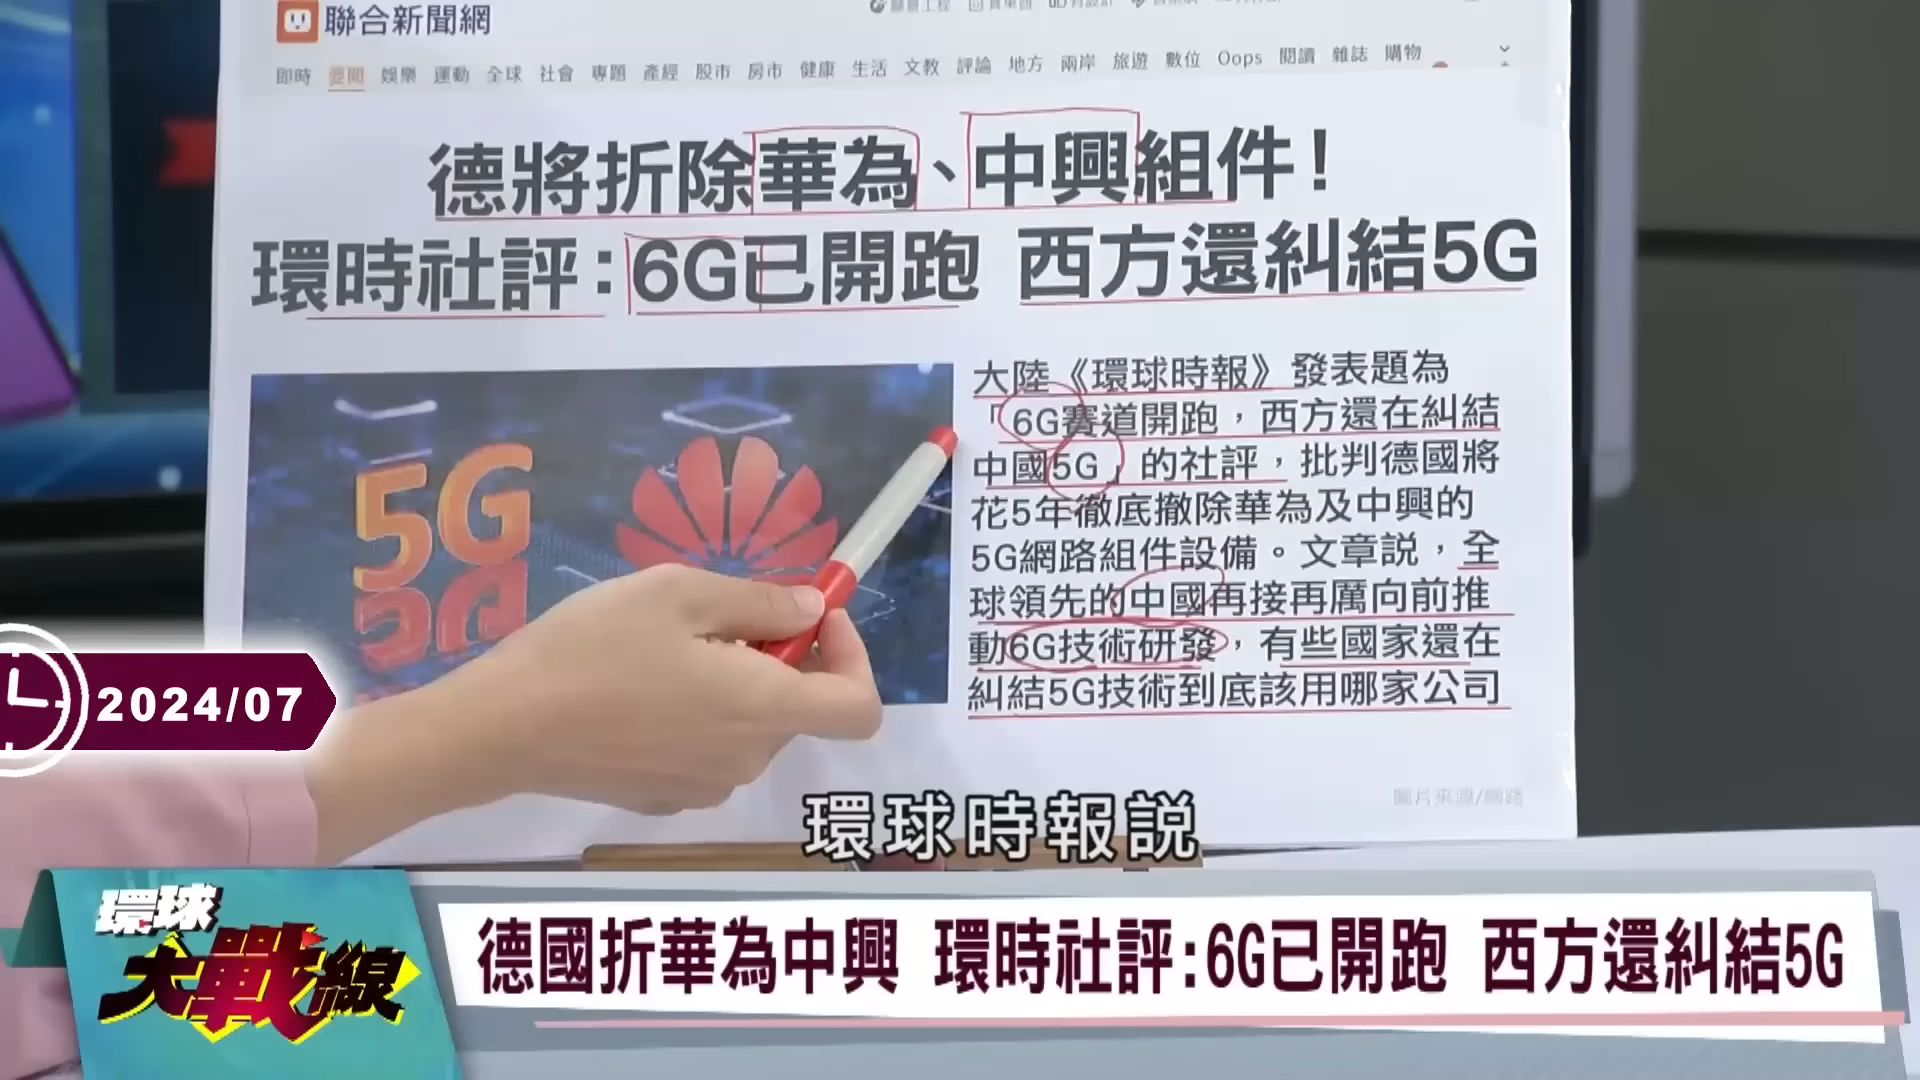 聯合新聞網
即時 要聞 娛樂 運動 全球 社會 專題 產經 股市 房市 健康 生活 文教 評論 地方 兩岸 旅遊 數位 Oops 閱讀 雜誌 購物
德將折除華為、中興組件!
環時社評:6G已開跑 西方還糾結5G
5G
大陸《環球時報》發表題為
「6G賽道開跑,西方還在糾結
中國5G」的社評,批判德國將
花5年徹底撤除華為及中興的
5G網路組件設備。文章說,全
球領先的中國再接再厲向前推
動6G技術研發,有些國家還在
糾結5G技術到底該用哪家公司
圖片來源/網路
2024/07
環球時報說
環球
大戰線
德國折華為中興 環時社評:6G已開跑 西方還糾結5G